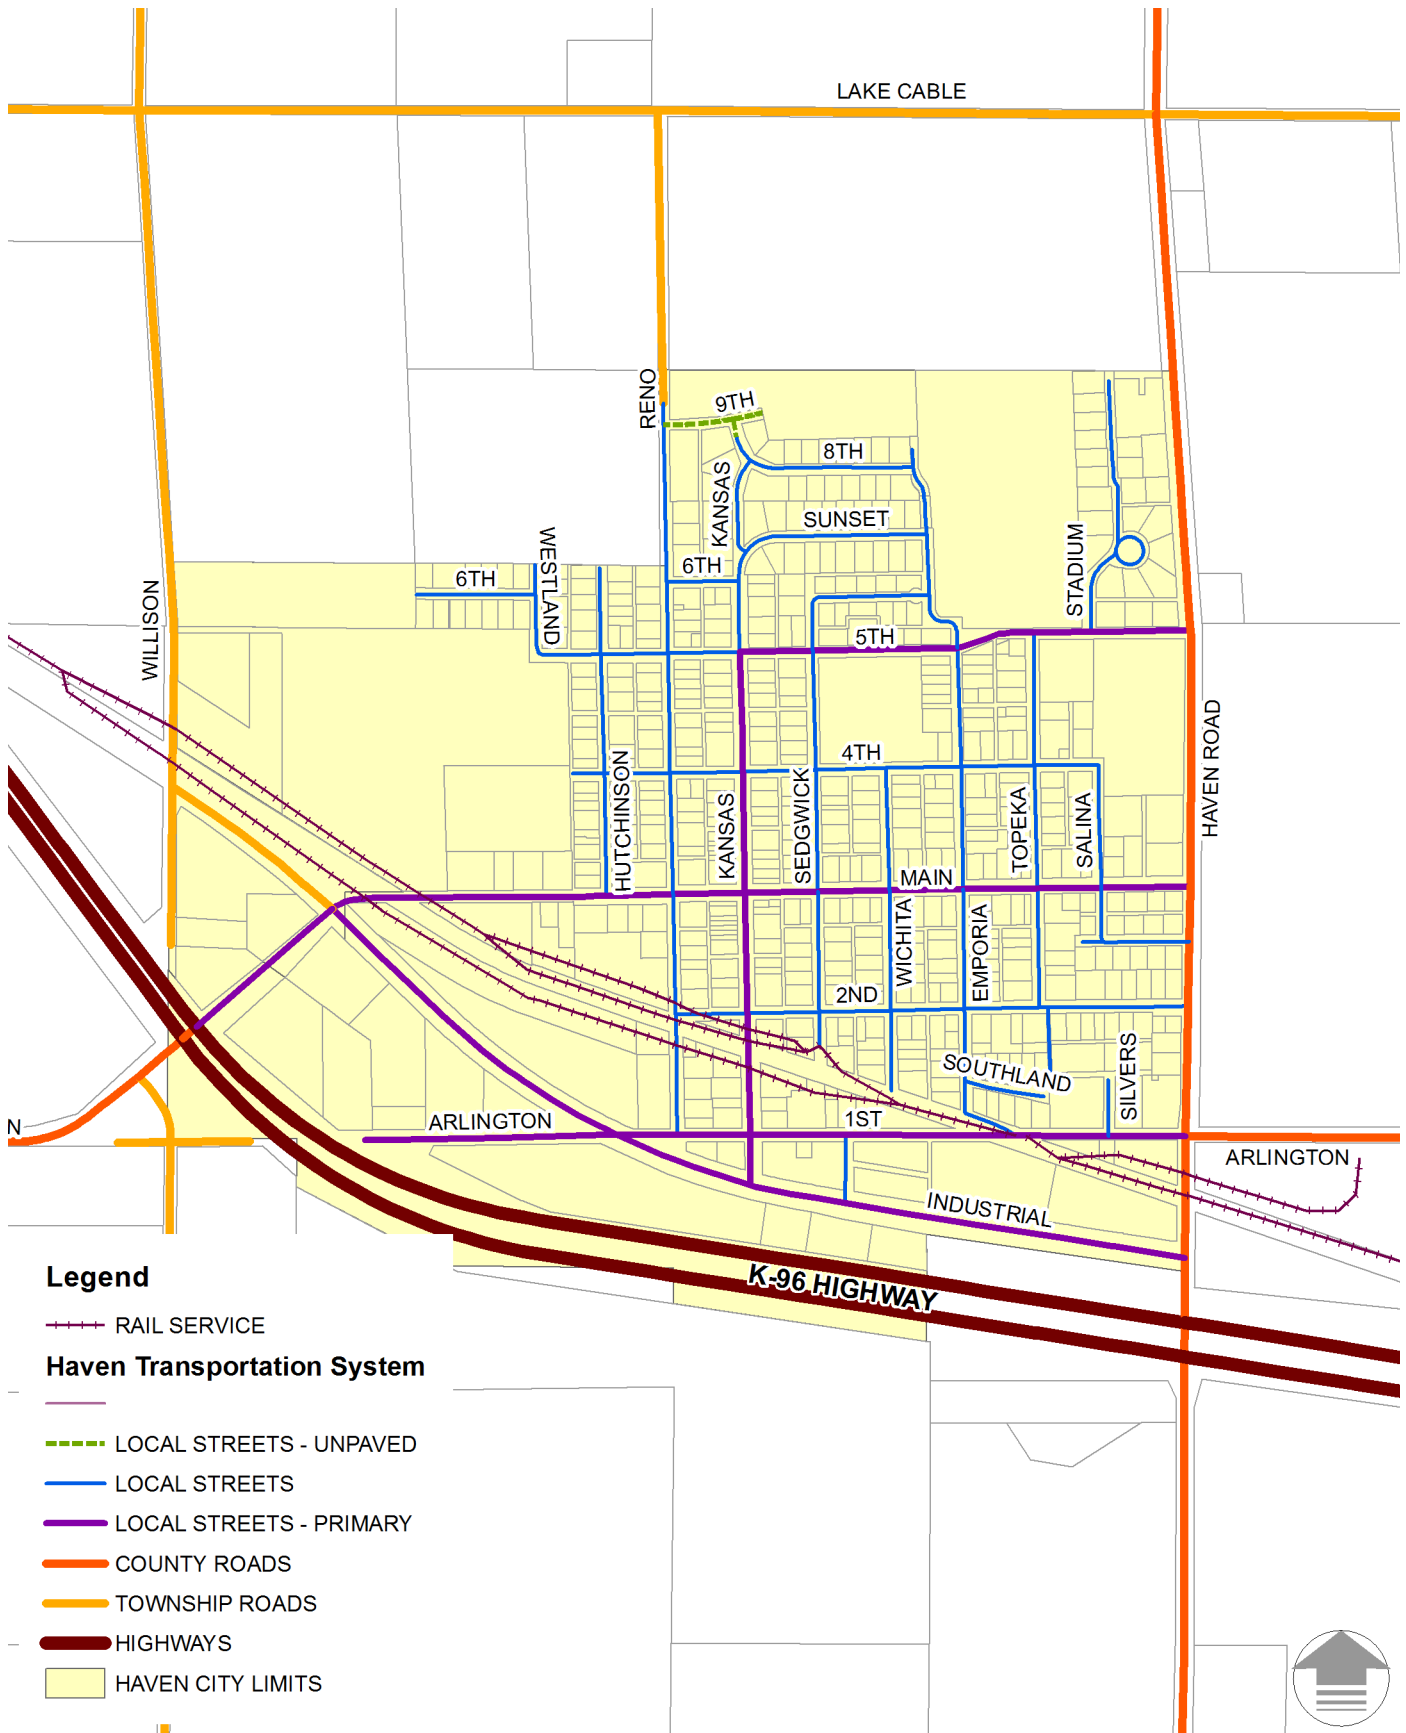 LAKE CABLE
RENO
9TH
8TH
KANSAS
SUNSET
WESTLAND
STADIUM
6TH
6TH
WILLISON
5TH
HAVEN ROAD
4TH
HUTCHINSON
KANSAS
SEDGWICK
TOPEKA
SALINA
MAIN
WICHITA
EMPORIA
2ND
SOUTHLAND
SILVERS
N
ARLINGTON
1ST
ARLINGTON
INDUSTRIAL
K-96 HIGHWAY
Legend
RAIL SERVICE
Haven Transportation System
LOCAL STREETS - UNPAVED
LOCAL STREETS
LOCAL STREETS - PRIMARY
COUNTY ROADS
TOWNSHIP ROADS
HIGHWAYS
HAVEN CITY LIMITS